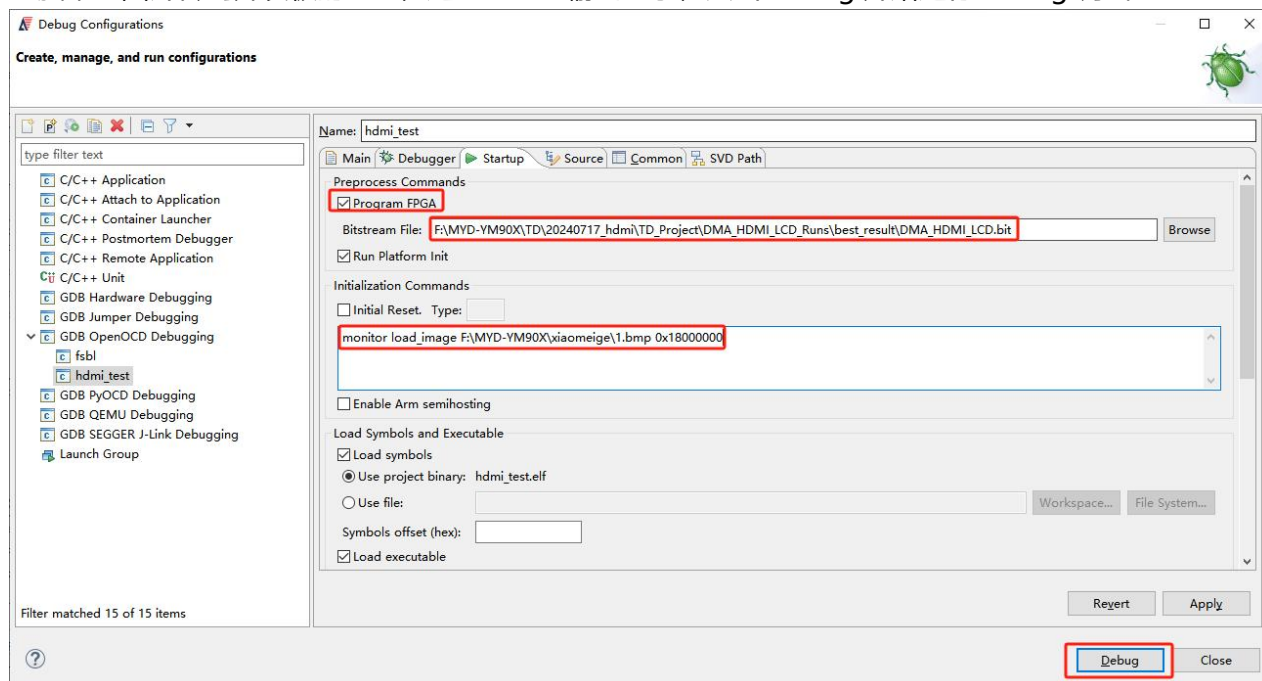 Debug Configurations
Create, manage, and run configurations
Name: hdmi_test
type filter text
Main Debugger Startup Source Common SVD Path
C/C++ Application
C/C++ Attach to Application
C/C++ Container Launcher
C/C++ Postmortem Debugger
C/C++ Remote Application
C/C++ Unit
GDB Hardware Debugging
GDB Jumper Debugging
GDB OpenOCD Debugging
fsbl
hdmi_test
GDB PyOCD Debugging
GDB QEMU Debugging
GDB SEGGER J-Link Debugging
Launch Group
Filter matched 15 of 15 items
Preprocess Commands
Program FPGA
Bitstream File: F:\MYD-YM90X\TD\20240717_hdmi\TD_Project\DMA_HDMI_LCD_Runs\best_result\DMA_HDMI_LCD.bit Browse
Run Platform Init
Initialization Commands
Initial Reset. Type:
monitor load_image F:\MYD-YM90X\xiaomeige\1.bmp 0x18000000
Enable Arm semihosting
Load Symbols and Executable
Load symbols
Use project binary: hdmi_test.elf
Use file: Workspace... File System...
Symbols offset (hex):
Load executable
Revert Apply
Debug Close